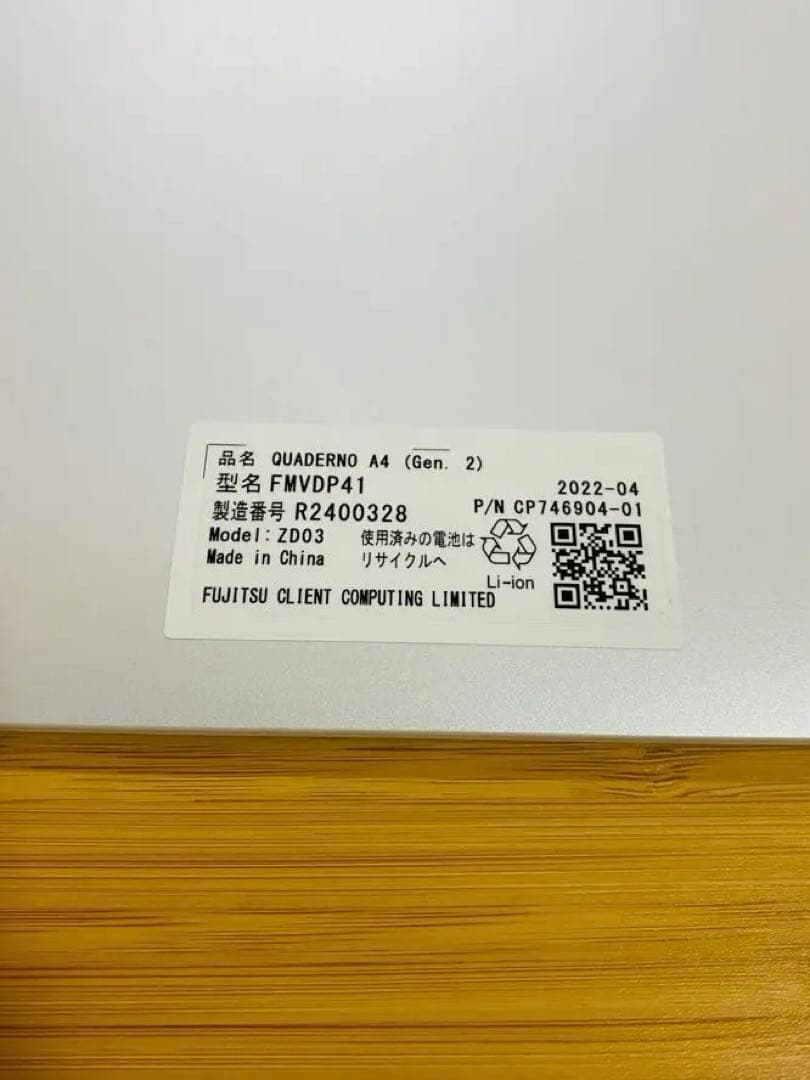 品名 QUADERNO A4 (Gen. 2)
型名 FMVDP41
2022-04
製造番号 R2400328
P/N CP746904-01
Model: ZD03
Made in China
使用済みの電池は
リサイクルへ
Li-ion
FUJITSU CLIENT COMPUTING LIMITED